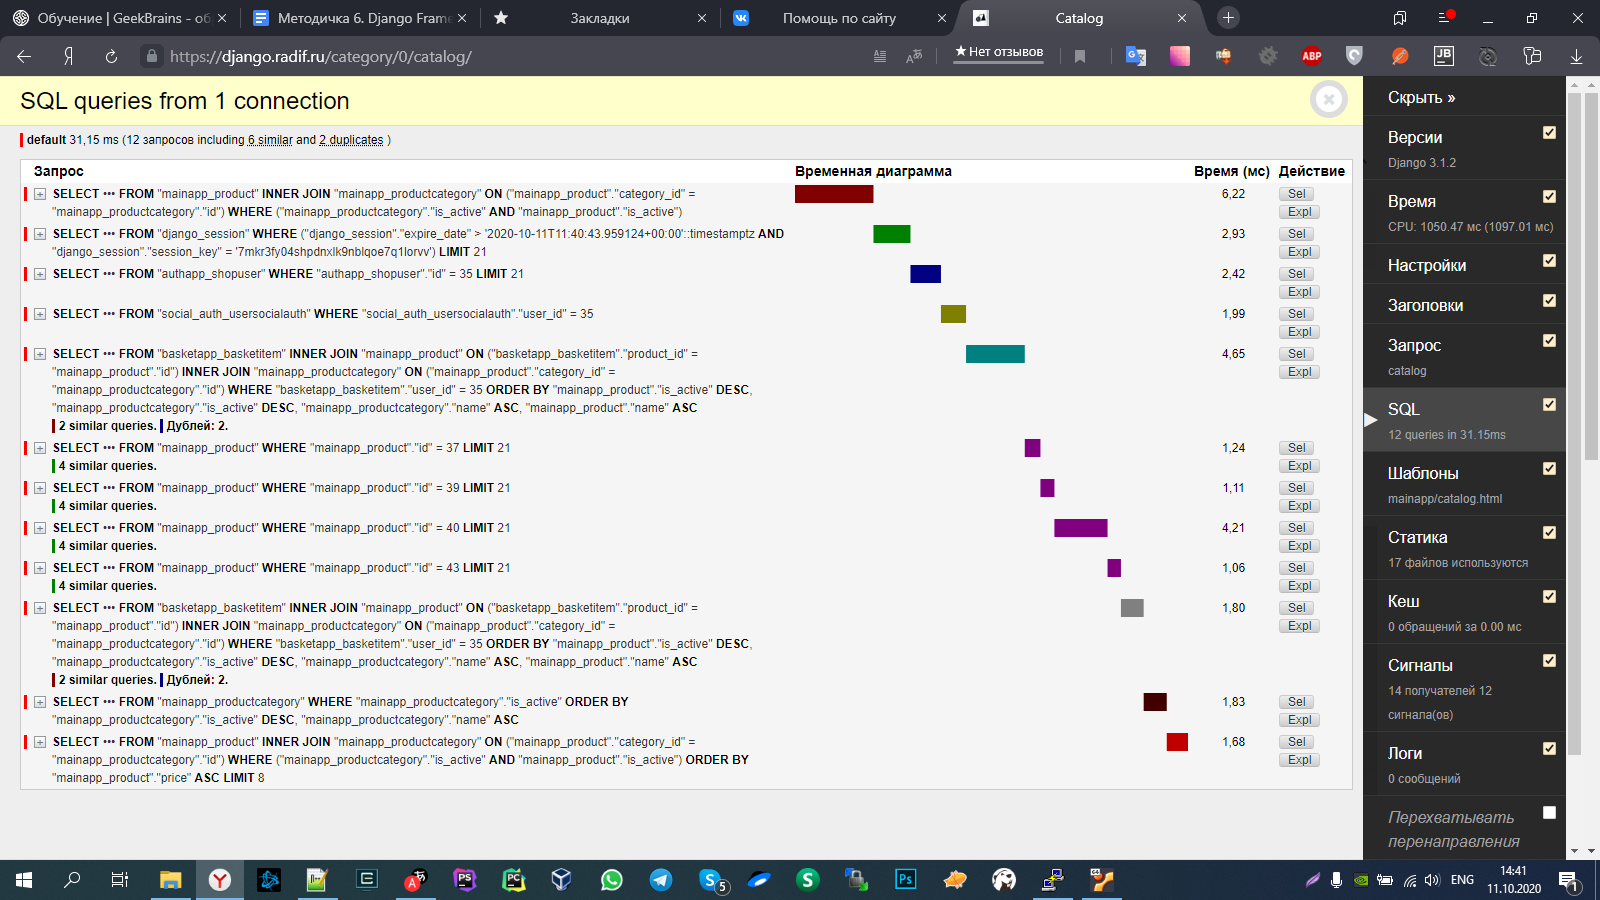 Обучение | GeekBrains - об
Методичка 6. Django Frame
Закладки
Помощь по сайту
Catalog
https://django.radif.ru/category/0/catalog/
★ Нет отзывов
ABP
JB
SQL queries from 1 connection
default 31,15 ms (12 запросов including 6 similar and 2 duplicates )
Запрос Временная диаграмма Время (мс) Действие
SELECT ••• FROM "mainapp_product" INNER JOIN "mainapp_productcategory" ON ("mainapp_product"."category_id" = 6,22 Sel
"mainapp_productcategory"."id") WHERE ("mainapp_productcategory"."is_active" AND "mainapp_product"."is_active") Expl
SELECT ••• FROM "django_session" WHERE ("django_session"."expire_date" > '2020-10-11T11:40:43.959124+00:00'::timestamptz AND 2,93 Sel
"django_session"."session_key" = '7mkr3fy04shpdnxlk9nblqoe7q1lorvv') LIMIT 21 Expl
SELECT ••• FROM "authapp_shopuser" WHERE "authapp_shopuser"."id" = 35 LIMIT 21 2,42 Sel
Expl
SELECT ••• FROM "social_auth_usersocialauth" WHERE "social_auth_usersocialauth"."user_id" = 35 1,99 Sel
Expl
SELECT ••• FROM "basketapp_basketitem" INNER JOIN "mainapp_product" ON ("basketapp_basketitem"."product_id" = 4,65 Sel
"mainapp_product"."id") INNER JOIN "mainapp_productcategory" ON ("mainapp_product"."category_id" = Expl
"mainapp_productcategory"."id") WHERE "basketapp_basketitem"."user_id" = 35 ORDER BY "mainapp_product"."is_active" DESC,
"mainapp_productcategory"."is_active" DESC, "mainapp_productcategory"."name" ASC, "mainapp_product"."name" ASC
2 similar queries. Дублей: 2.
SELECT ••• FROM "mainapp_product" WHERE "mainapp_product"."id" = 37 LIMIT 21 1,24 Sel
4 similar queries. Expl
SELECT ••• FROM "mainapp_product" WHERE "mainapp_product"."id" = 39 LIMIT 21 1,11 Sel
4 similar queries. Expl
SELECT ••• FROM "mainapp_product" WHERE "mainapp_product"."id" = 40 LIMIT 21 4,21 Sel
4 similar queries. Expl
SELECT ••• FROM "mainapp_product" WHERE "mainapp_product"."id" = 43 LIMIT 21 1,06 Sel
4 similar queries. Expl
SELECT ••• FROM "basketapp_basketitem" INNER JOIN "mainapp_product" ON ("basketapp_basketitem"."product_id" = 1,80 Sel
"mainapp_product"."id") INNER JOIN "mainapp_productcategory" ON ("mainapp_product"."category_id" = Expl
"mainapp_productcategory"."id") WHERE "basketapp_basketitem"."user_id" = 35 ORDER BY "mainapp_product"."is_active" DESC,
"mainapp_productcategory"."is_active" DESC, "mainapp_productcategory"."name" ASC, "mainapp_product"."name" ASC
2 similar queries. Дублей: 2.
SELECT ••• FROM "mainapp_productcategory" WHERE "mainapp_productcategory"."is_active" ORDER BY 1,83 Sel
"mainapp_productcategory"."is_active" DESC, "mainapp_productcategory"."name" ASC Expl
SELECT ••• FROM "mainapp_product" INNER JOIN "mainapp_productcategory" ON ("mainapp_product"."category_id" = 1,68 Sel
"mainapp_productcategory"."id") WHERE ("mainapp_productcategory"."is_active" AND "mainapp_product"."is_active") ORDER BY Expl
"mainapp_product"."price" ASC LIMIT 8
Скрыть »
Версии
Django 3.1.2
Время
CPU: 1050.47 мс (1097.01 мс)
Настройки
Заголовки
Запрос
catalog
SQL
12 queries in 31.15ms
Шаблоны
mainapp/catalog.html
Статика
17 файлов используются
Кеш
0 обращений за 0.00 мс
Сигналы
14 получателей 12
сигнала(ов)
Логи
0 сообщений
Перехватывать
перенаправления
PS
PC
5
Ps
ENG
14:41
11.10.2020
1